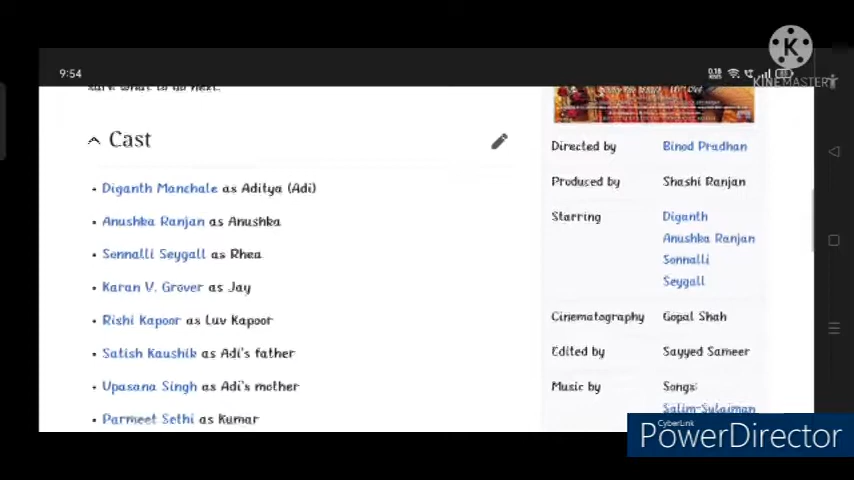 9:54
KINEMASTER
Cast
• Diganth Manchale as Aditya (Adi)
• Anushka Ranjan as Anushka
• Sonnalli Seygall as Rhea
• Karan V. Grover as Jay
• Rishi Kapoor as Luv Kapoor
• Satish Kaushik as Adi's father
• Upasana Singh as Adi's mother
• Parmeet Sethi as Kumar
Directed by Binod Pradhan
Produced by Shashi Ranjan
Starring Diganth
Anushka Ranjan
Sonnalli
Seygall
Cinematography Gopal Shah
Edited by Sayyed Sameer
Music by Songs:
Salim-Sulaiman
CyberLink
PowerDirector